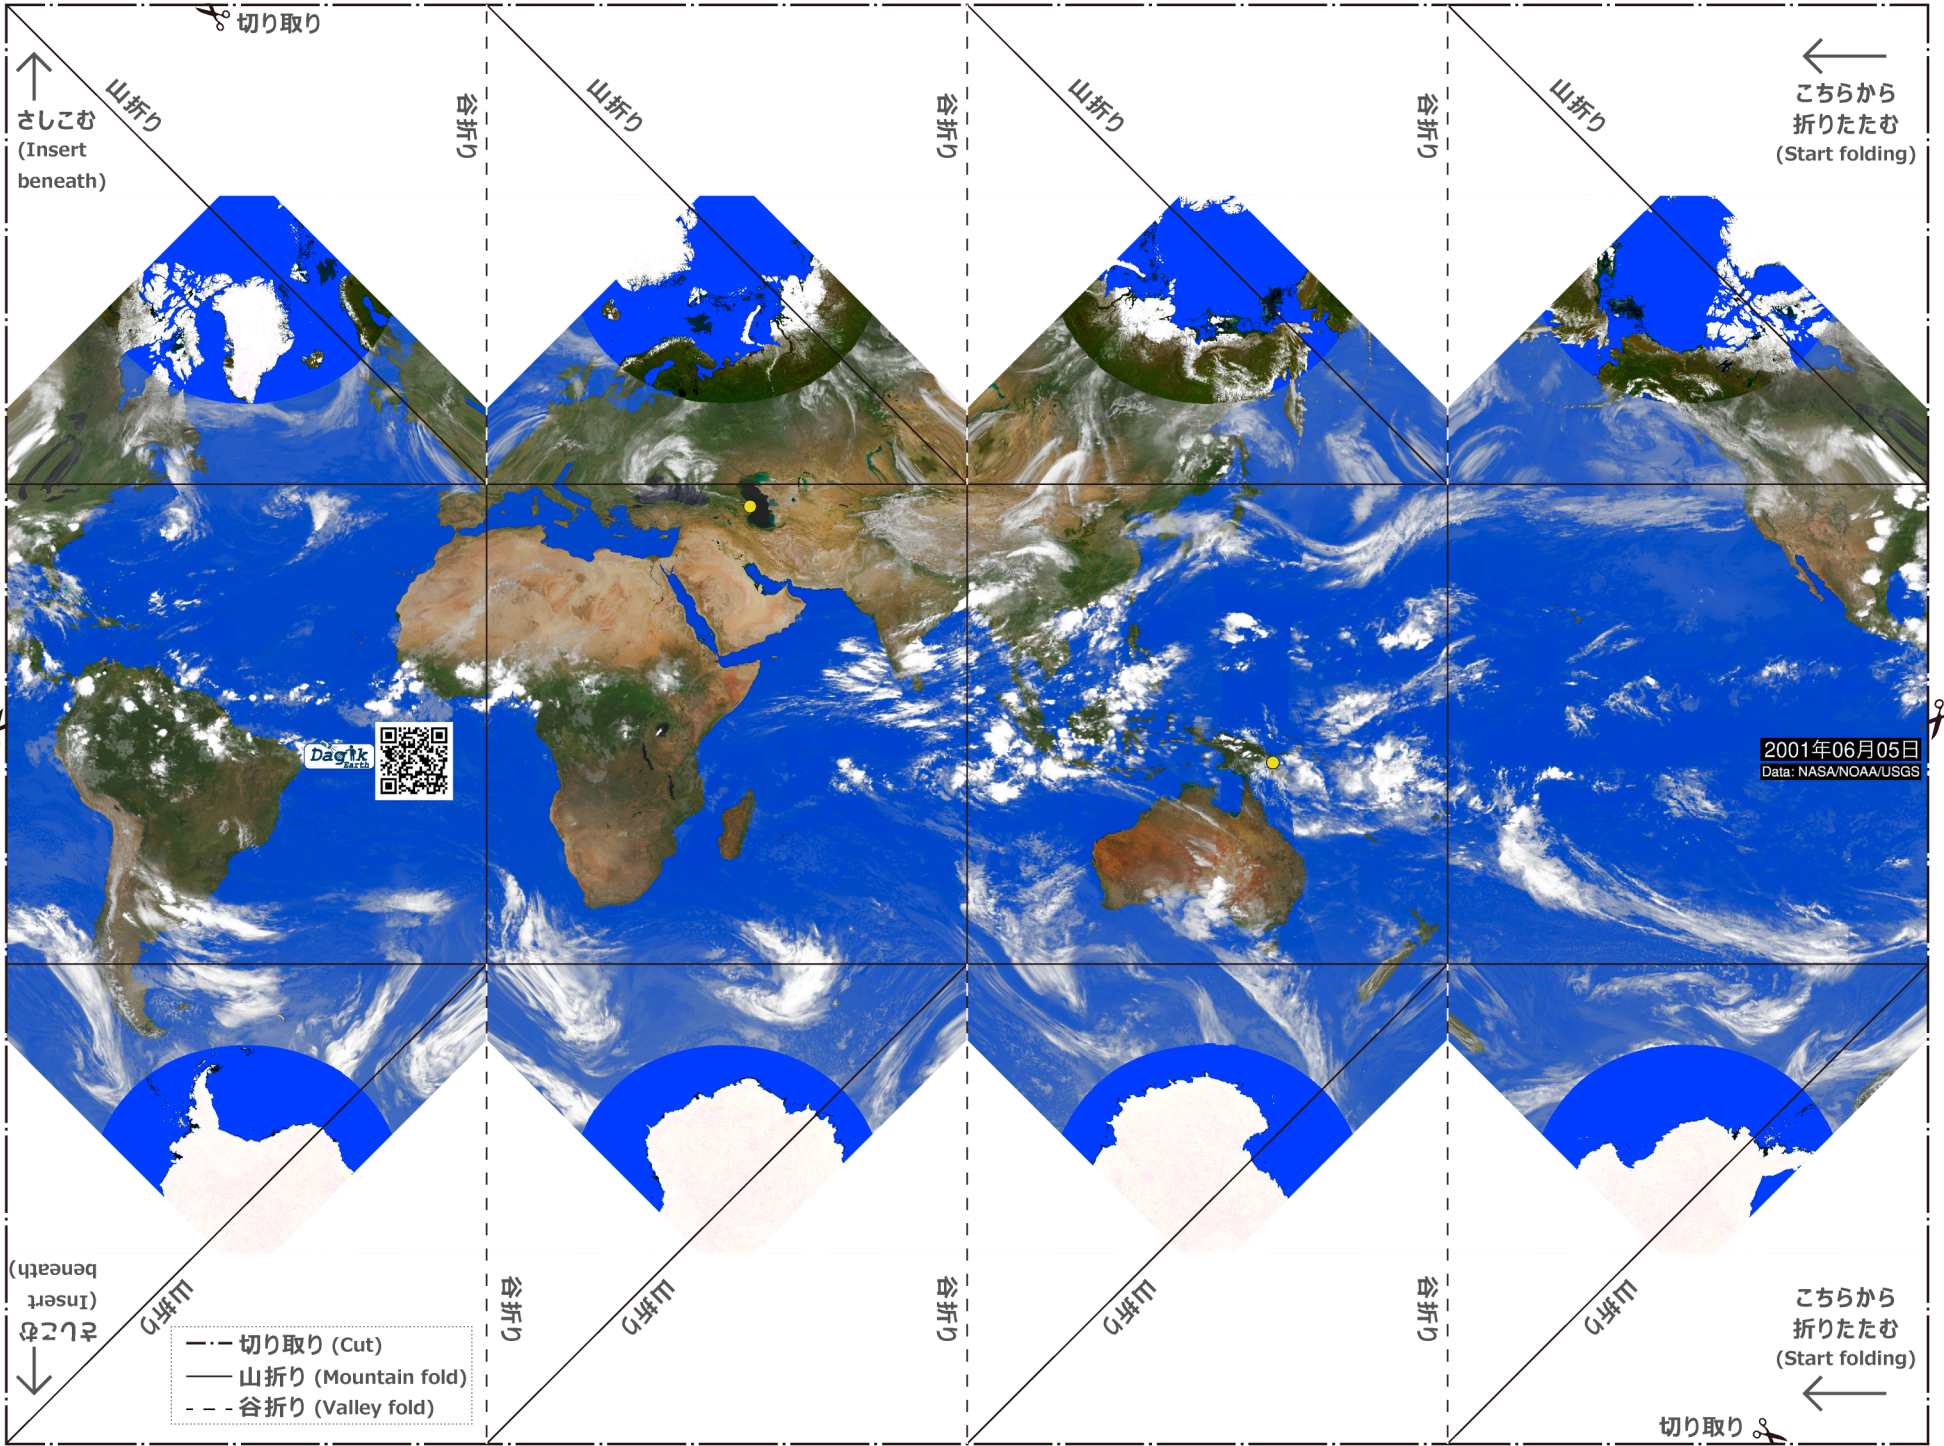 切り取り
山折り
谷折り
山折り
谷折り
山折り
谷折り
山折り
こちらから
折りたたむ
(Start folding)
さしこむ
(Insert
beneath)
Dagik
Earth
2001年06月05日
Data: NASA/NOAA/USGS
さしこむ
(Insert
beneath)
山折り
谷折り
山折り
谷折り
山折り
谷折り
山折り
こちらから
折りたたむ
(Start folding)
切り取り (Cut)
山折り (Mountain fold)
谷折り (Valley fold)
切り取り